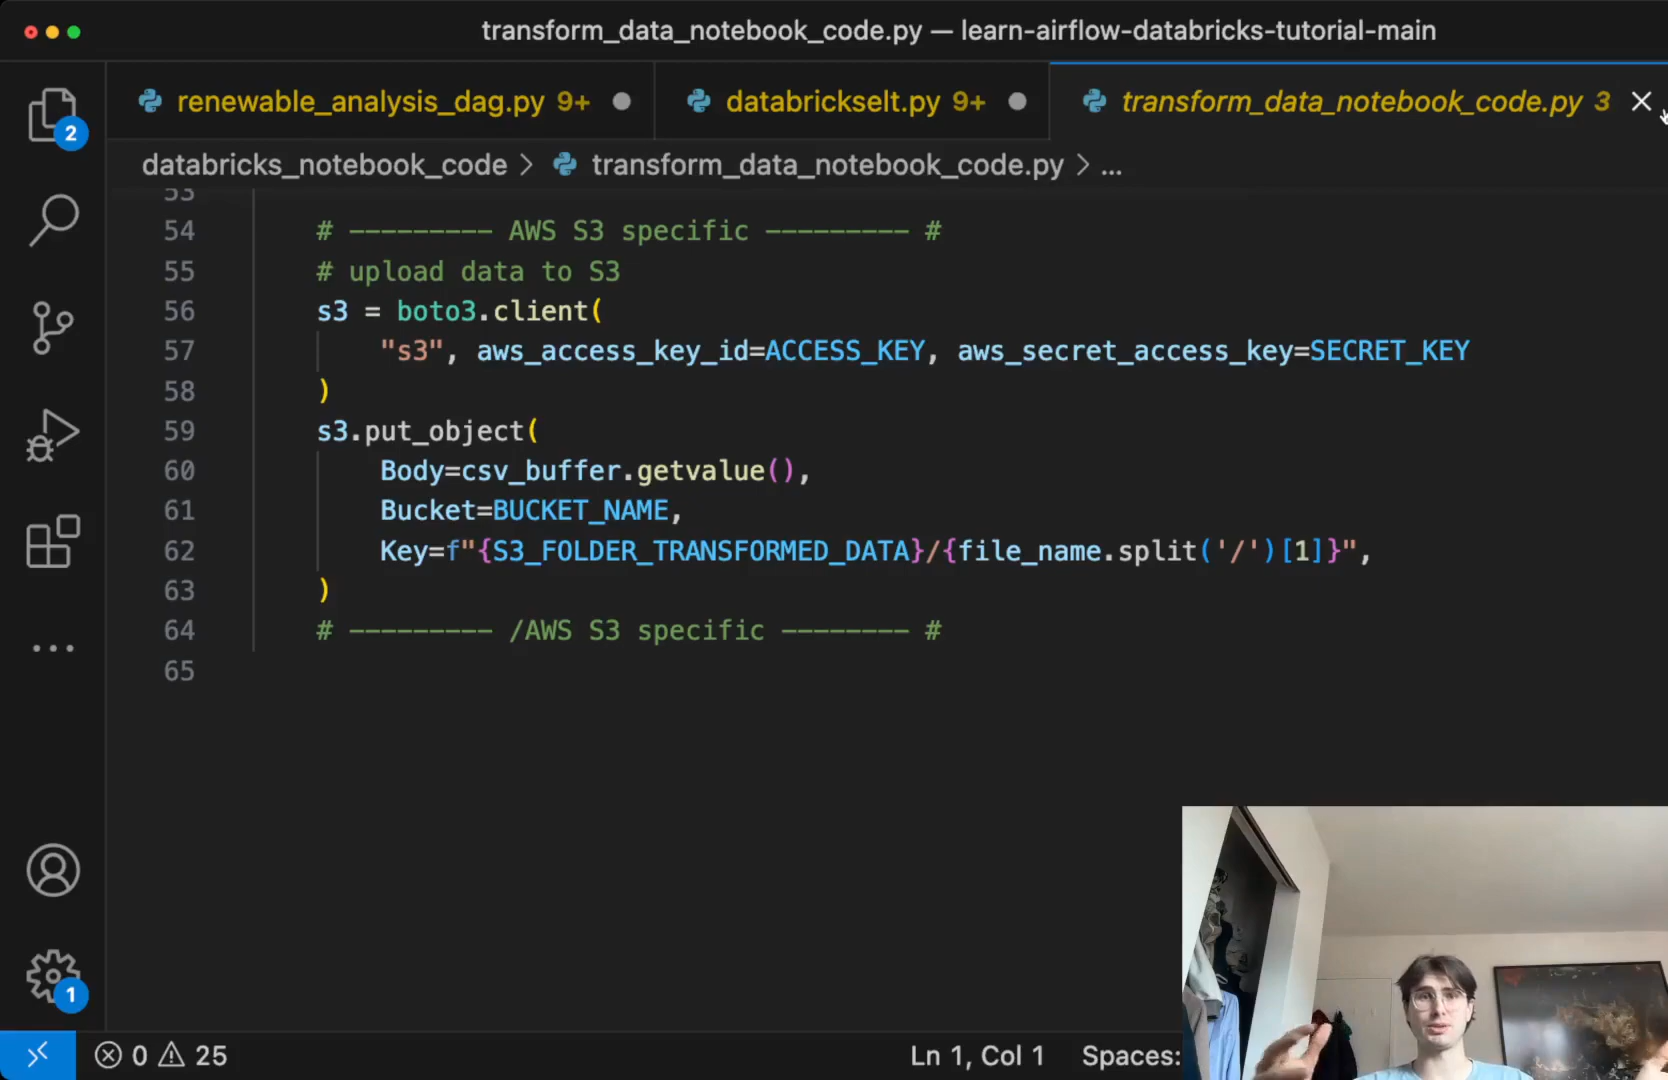 transform_data_notebook_code.py — learn-airflow-databricks-tutorial-main
renewable_analysis_dag.py 9+
databrickselt.py 9+
transform_data_notebook_code.py 3
2
databricks_notebook_code > transform_data_notebook_code.py > ...
53
54 # --------- AWS S3 specific --------- #
55 # upload data to S3
56 s3 = boto3.client(
57 "s3", aws_access_key_id=ACCESS_KEY, aws_secret_access_key=SECRET_KEY
58 )
59 s3.put_object(
60 Body=csv_buffer.getvalue(),
61 Bucket=BUCKET_NAME,
62 Key=f"{S3_FOLDER_TRANSFORMED_DATA}/{file_name.split('/')[1]}",
63 )
64 # --------- /AWS S3 specific -------- #
65
1
0 25 Ln 1, Col 1 Spaces: